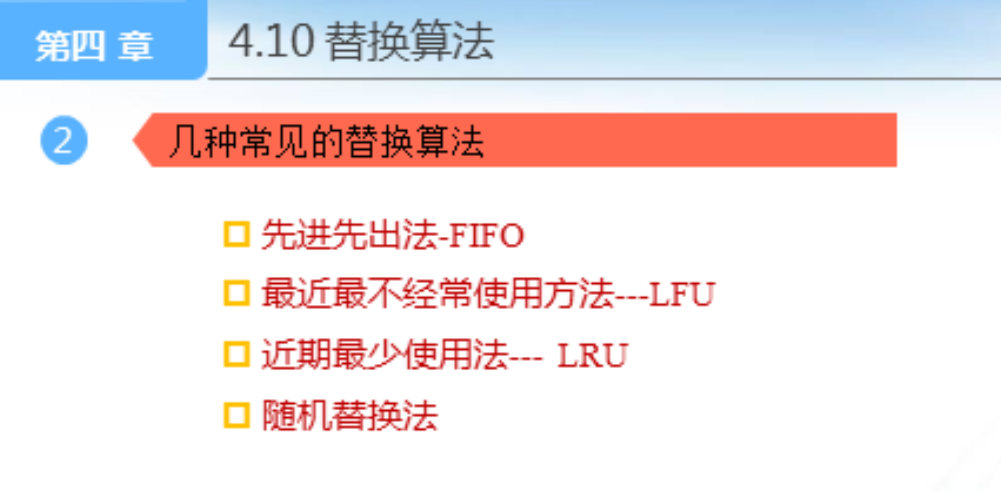 第四 章
4.10 替换算法
2
几种常见的替换算法
先进先出法-FIFO
最近最不经常使用方法---LFU
近期最少使用法--- LRU
随机替换法